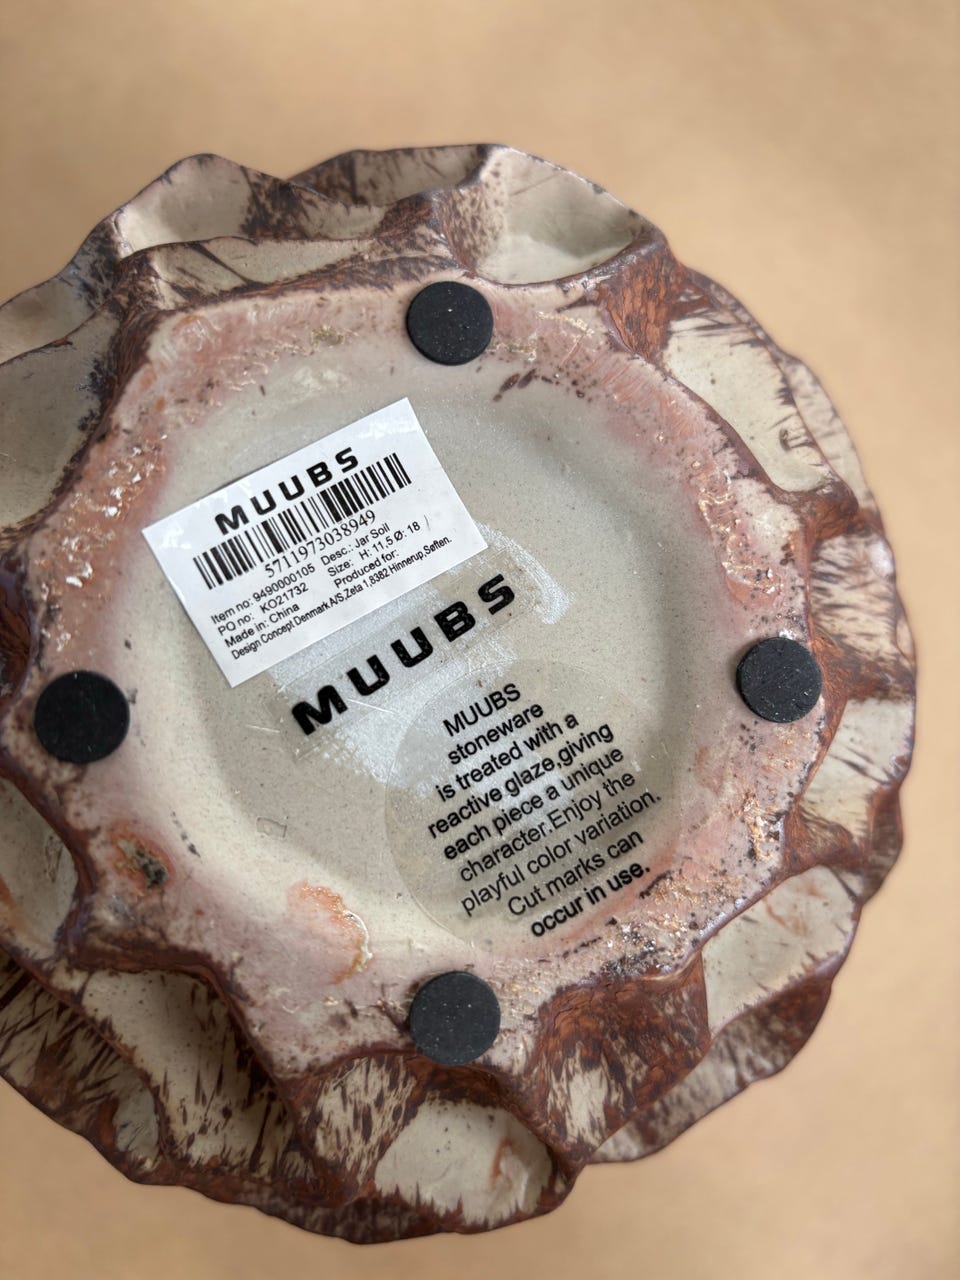 MUUBS
5711973038949
Item no: 9490000105 Desc.: Jar Soil
PQ no: KO21732 Size: H: 11,5 Ø: 18
Made in: China Produced for:
Design Concept Denmark A/S,Zeta 1,8382 Hinnerup,Søften.
MUUBS
MUUBS
stoneware
is treated with a
reactive glaze,giving
each piece a unique
character.Enjoy the
playful color variation.
Cut marks can
occur in use.